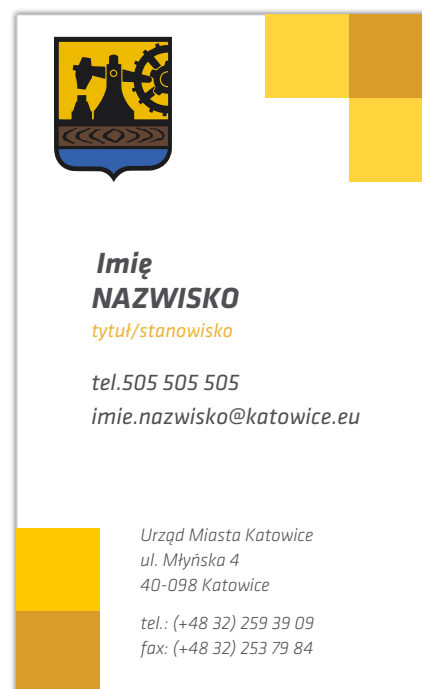 Imię
NAZWISKO
tytuł/stanowisko
tel.505 505 505
imie.nazwisko@katowice.eu
Urząd Miasta Katowice
ul. Młyńska 4
40-098 Katowice
tel.: (+48 32) 259 39 09
fax: (+48 32) 253 79 84